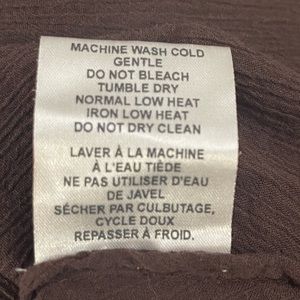 MACHINE WASH COLD
GENTLE
DO NOT BLEACH
TUMBLE DRY
NORMAL LOW HEAT
IRON LOW HEAT
DO NOT DRY CLEAN
LAVER À LA MACHINE
À L'EAU TIÈDE
NE PAS UTILISER D'EAU
DE JAVEL
SÉCHER PAR CULBUTAGE,
CYCLE DOUX
REPASSER À FROID.